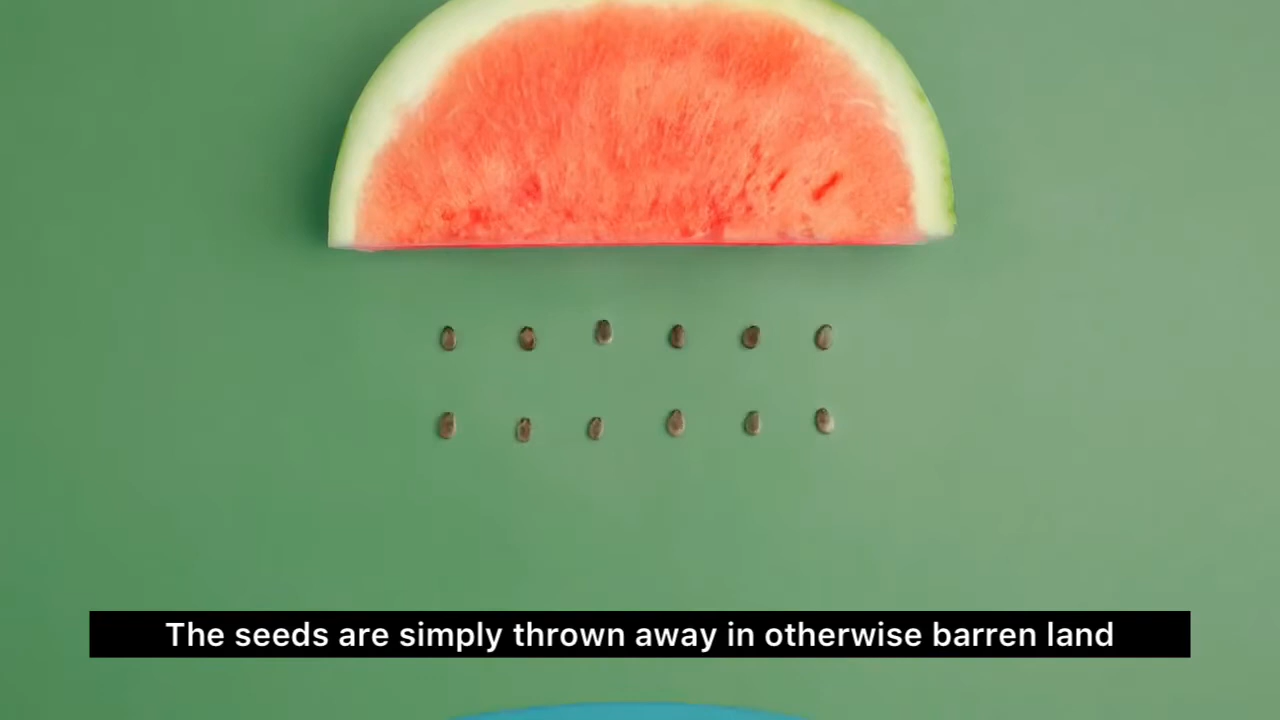 The seeds are simply thrown away in otherwise barren land